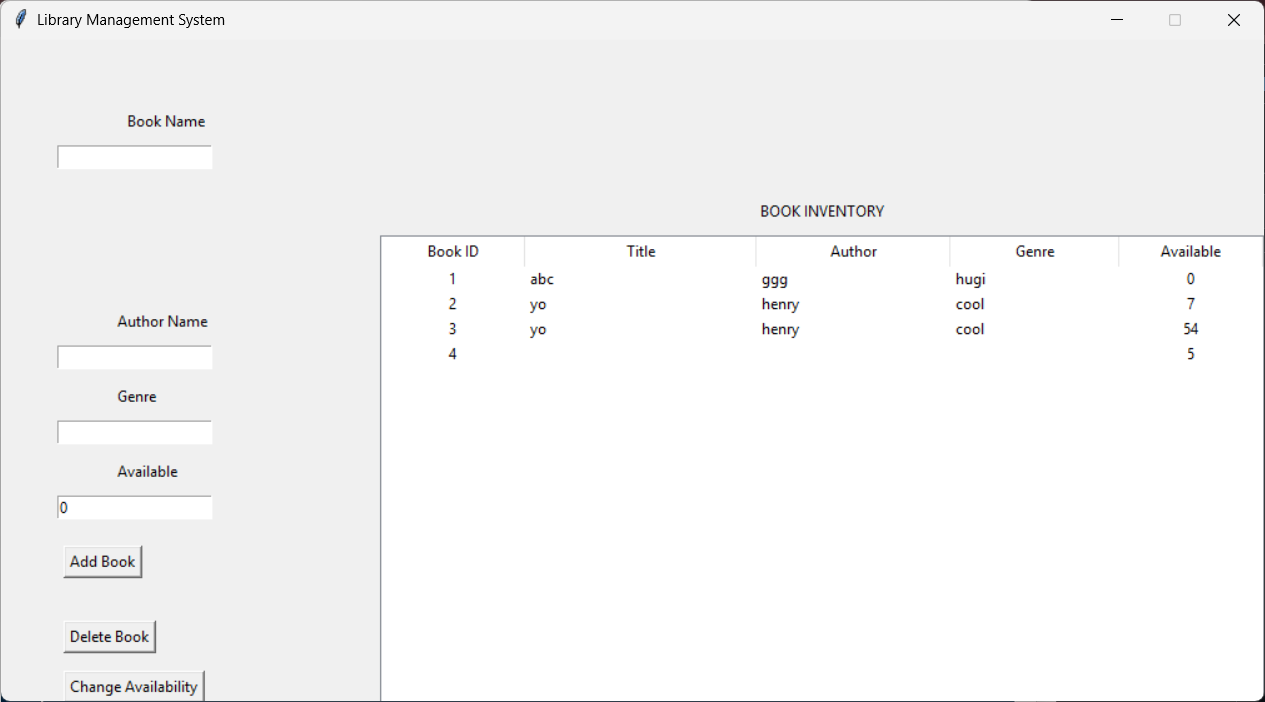 Library Management System
Book Name
BOOK INVENTORY
Book ID Title Author Genre Available
1 abc ggg hugi 0
2 yo henry cool 7
3 yo henry cool 54
4 5
Author Name
Genre
Available
0
Add Book
Delete Book
Change Availability